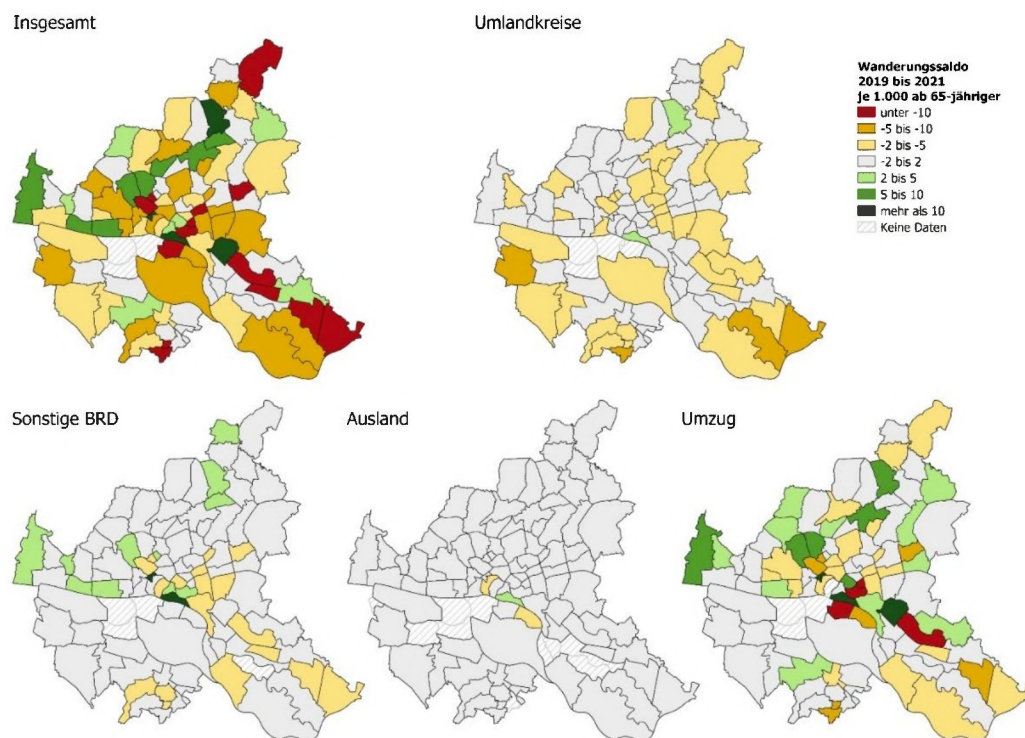 Insgesamt
Umlandkreise
Wanderungssaldo
2019 bis 2021
je 1.000 ab 65-jähriger
unter -10
-5 bis -10
-2 bis -5
-2 bis 2
2 bis 5
5 bis 10
mehr als 10
Keine Daten
Sonstige BRD
Ausland
Umzug